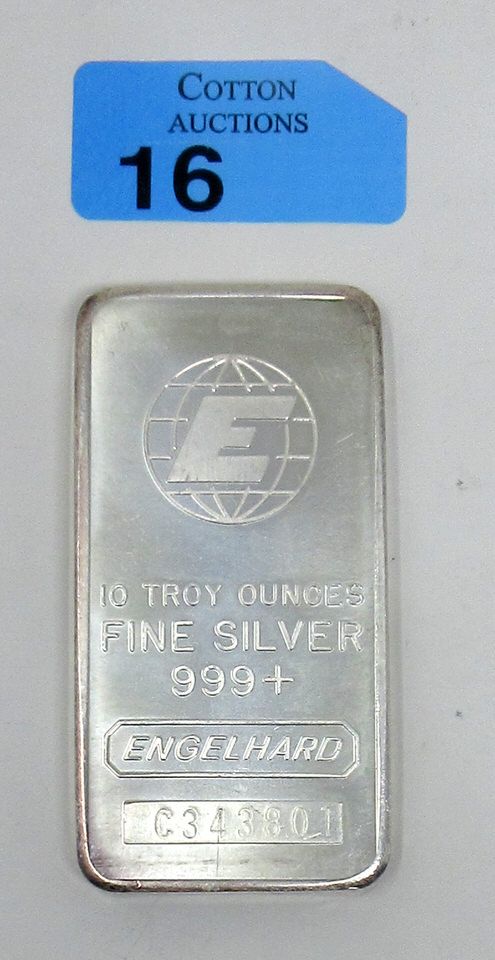 COTTON
AUCTIONS
16
E
10 TROY OUNCES
FINE SILVER
999+
ENGELHARD
C343801